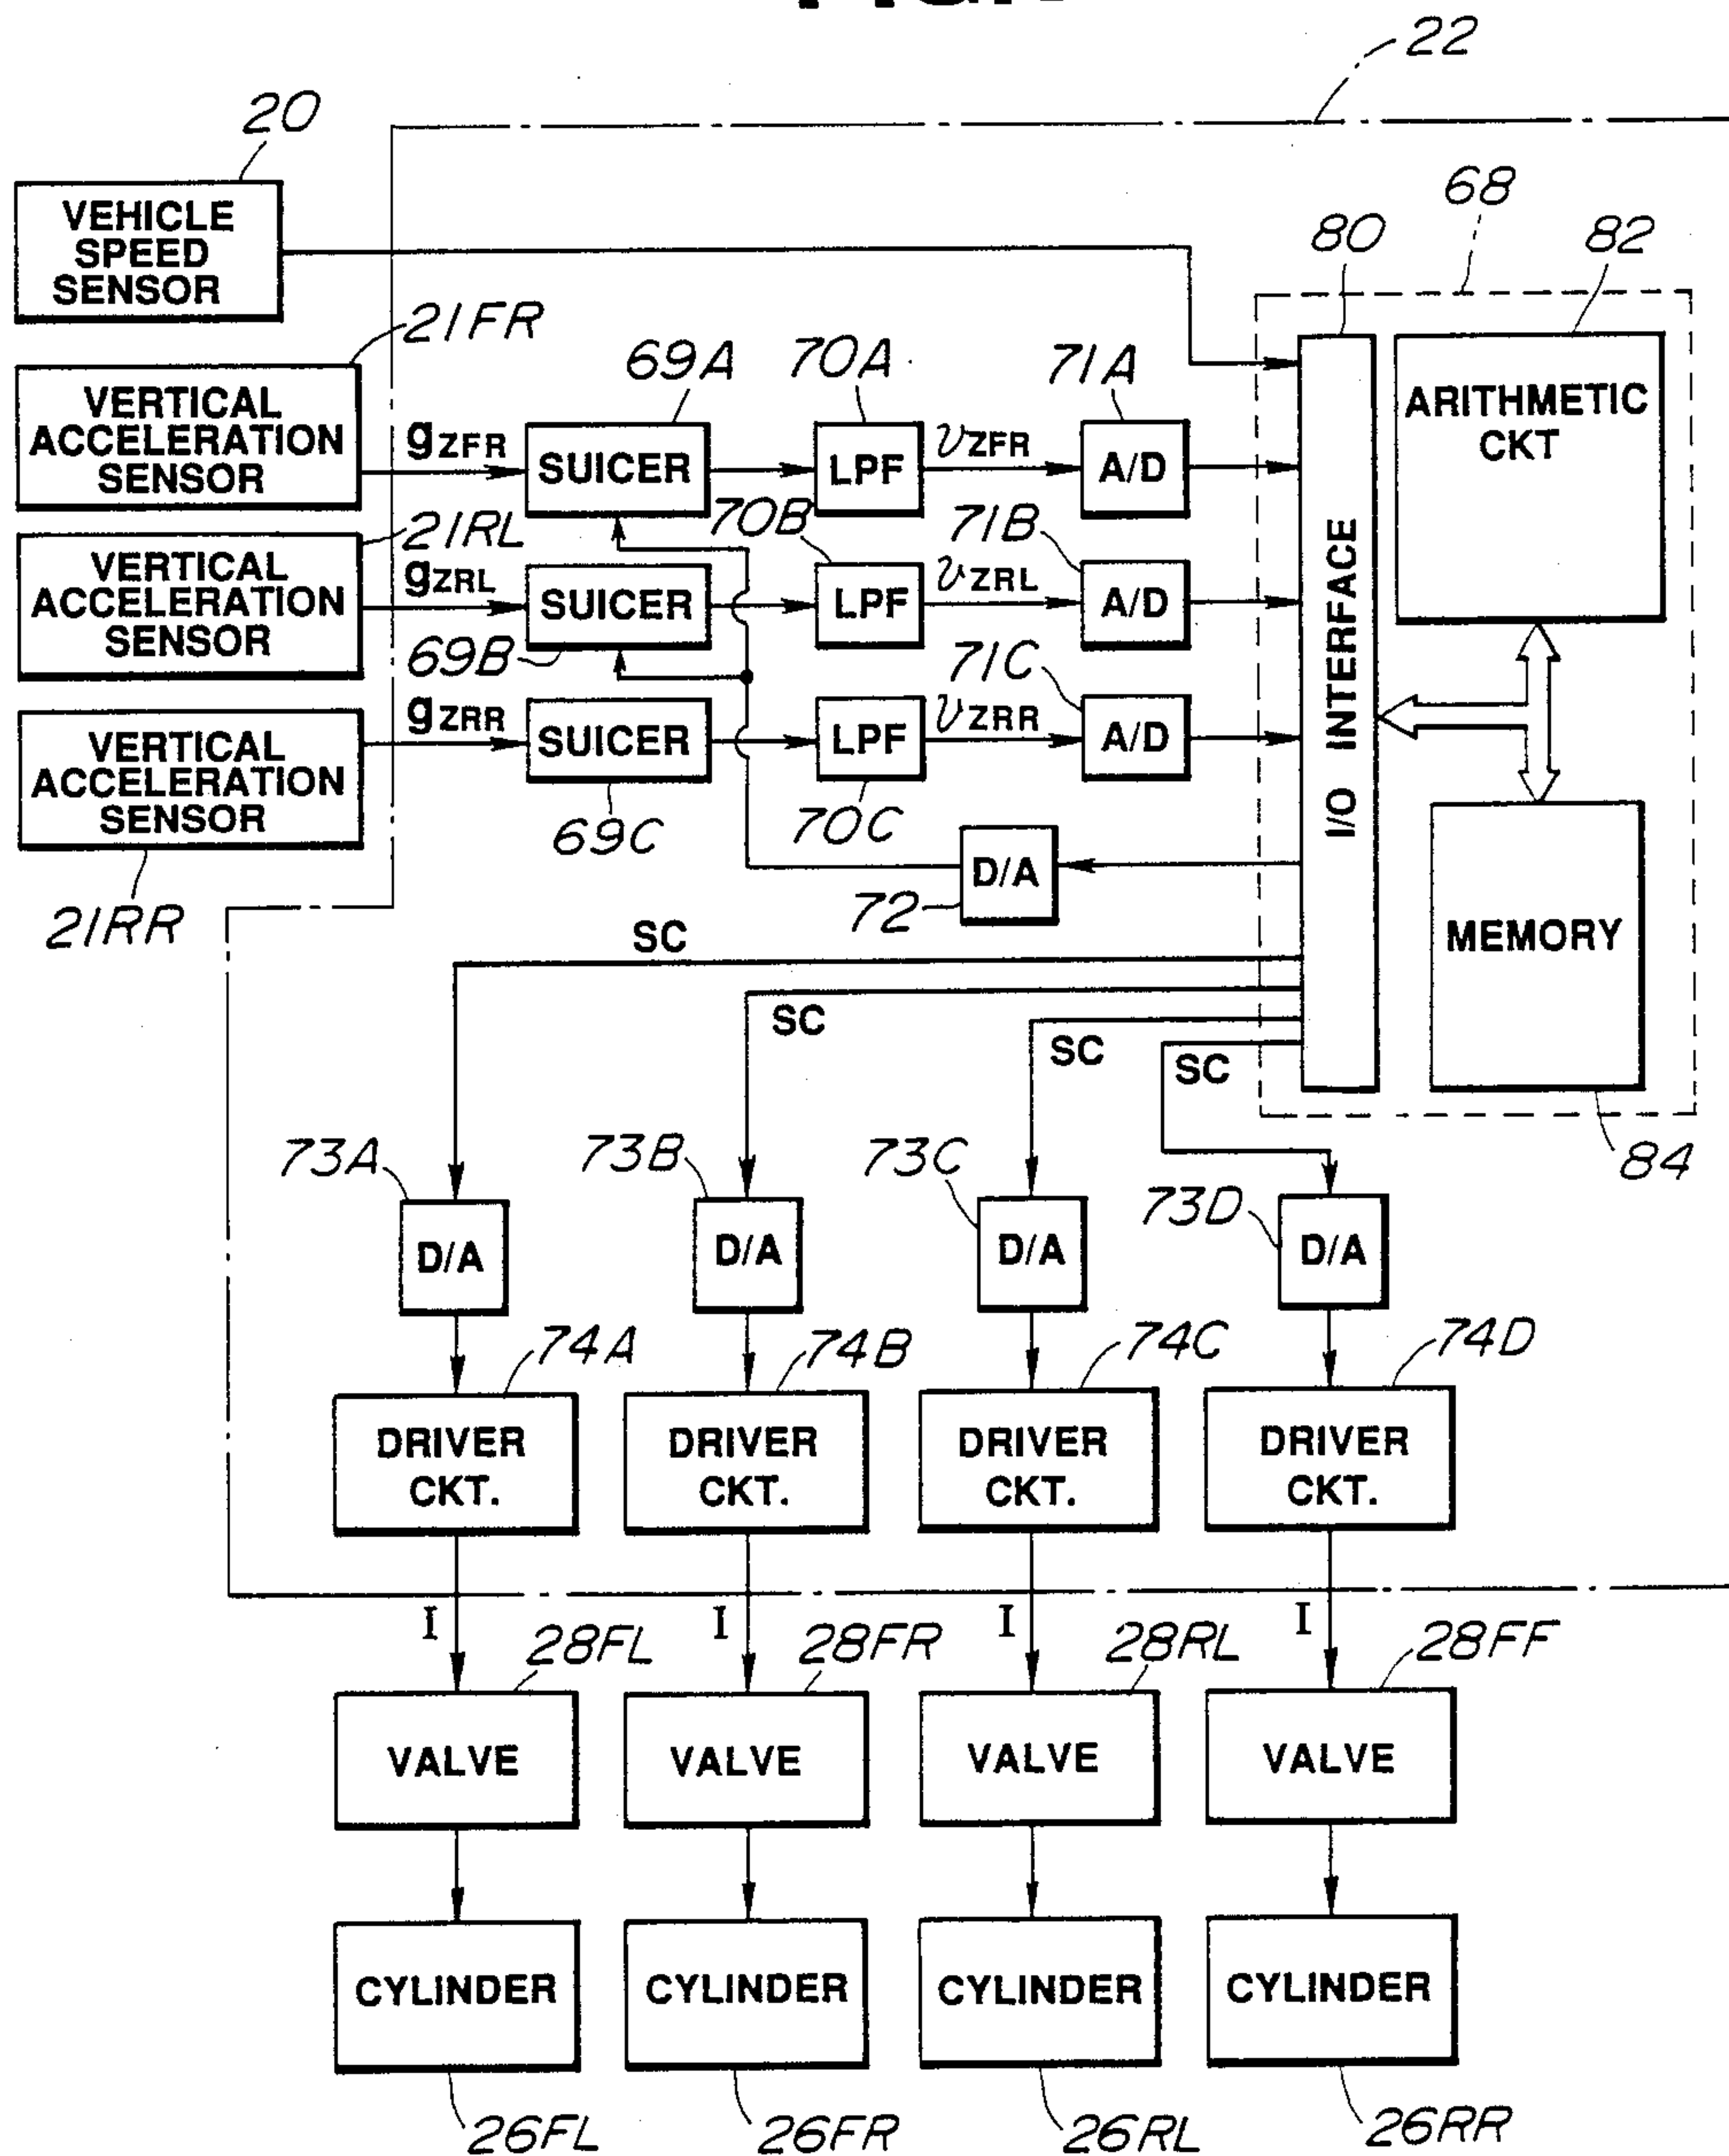 22
20
VEHICLE
SPEED
SENSOR
68
80
82
21FR
VERTICAL
ACCELERATION
SENSOR
gZFR
69A
SUICER
70A
LPF
vZFR
71A
A/D
ARITHMETIC
CKT
21RL
VERTICAL
ACCELERATION
SENSOR
gZRL
SUICER
69B
70B
LPF
vZRL
71B
A/D
I/O INTERFACE
VERTICAL
ACCELERATION
SENSOR
21RR
gZRR
SUICER
69C
LPF
70C
vZRR
71C
A/D
D/A
72
MEMORY
84
SC
SC
SC
SC
73A
D/A
73B
D/A
73C
D/A
73D
D/A
74A
DRIVER
CKT.
74B
DRIVER
CKT.
74C
DRIVER
CKT.
74D
DRIVER
CKT.
I
I
I
I
28FL
VALVE
28FR
VALVE
28RL
VALVE
28FF
VALVE
CYLINDER
CYLINDER
CYLINDER
CYLINDER
26FL
26FR
26RL
26RR